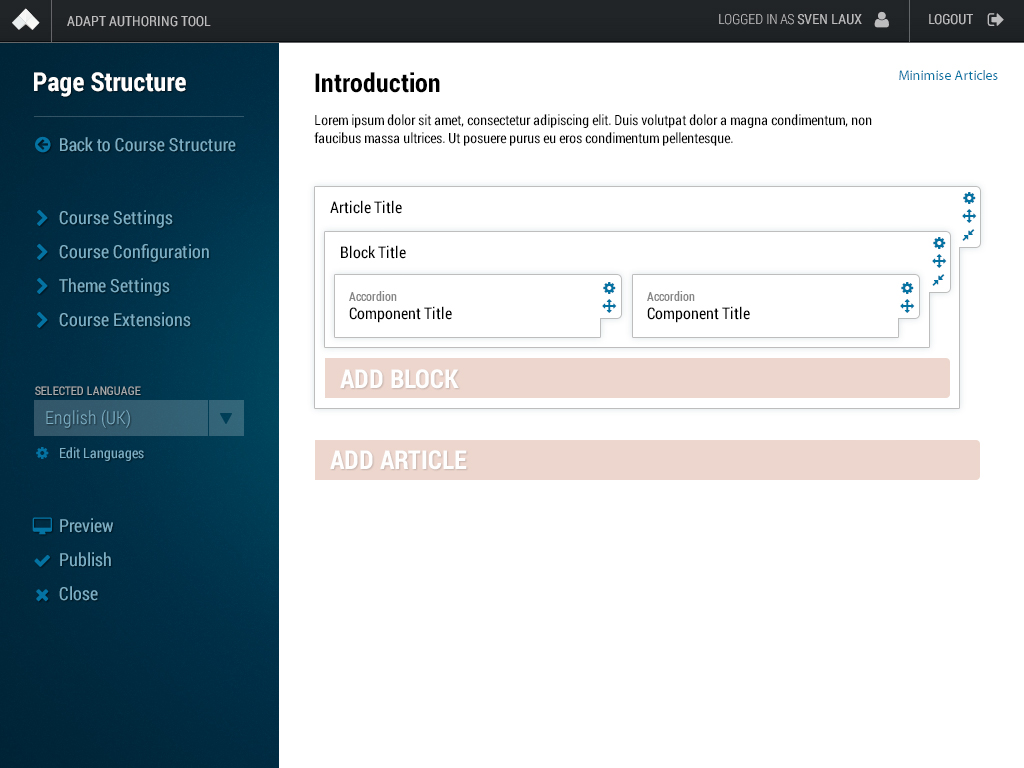 ADAPT AUTHORING TOOL
LOGGED IN AS SVEN LAUX
LOGOUT
Page Structure
Back to Course Structure
Course Settings
Course Configuration
Theme Settings
Course Extensions
SELECTED LANGUAGE
English (UK)
Edit Languages
Preview
Publish
Close
Introduction
Minimise Articles
Lorem ipsum dolor sit amet, consectetur adipiscing elit. Duis volutpat dolor a magna condimentum, non
faucibus massa ultrices. Ut posuere purus eu eros condimentum pellentesque.
Article Title
Block Title
Accordion
Component Title
Accordion
Component Title
ADD BLOCK
ADD ARTICLE